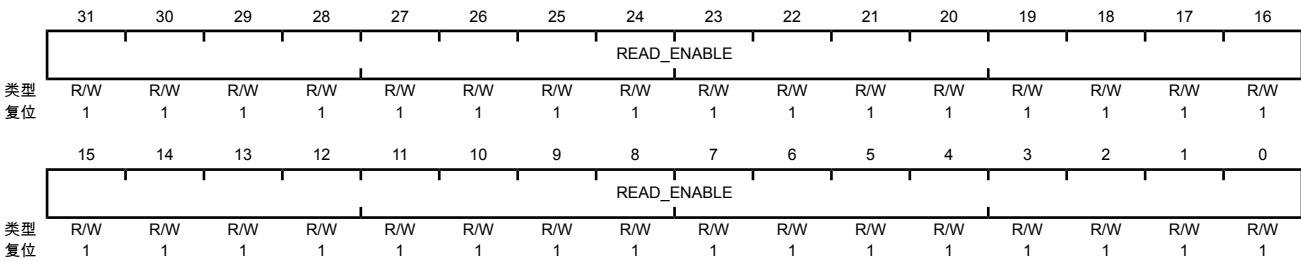 31 30 29 28 27 26 25 24 23 22 21 20 19 18 17 16
READ_ENABLE
类型 R/W R/W R/W R/W R/W R/W R/W R/W R/W R/W R/W R/W R/W R/W R/W R/W
复位 1 1 1 1 1 1 1 1 1 1 1 1 1 1 1 1
15 14 13 12 11 10 9 8 7 6 5 4 3 2 1 0
READ_ENABLE
类型 R/W R/W R/W R/W R/W R/W R/W R/W R/W R/W R/W R/W R/W R/W R/W R/W
复位 1 1 1 1 1 1 1 1 1 1 1 1 1 1 1 1